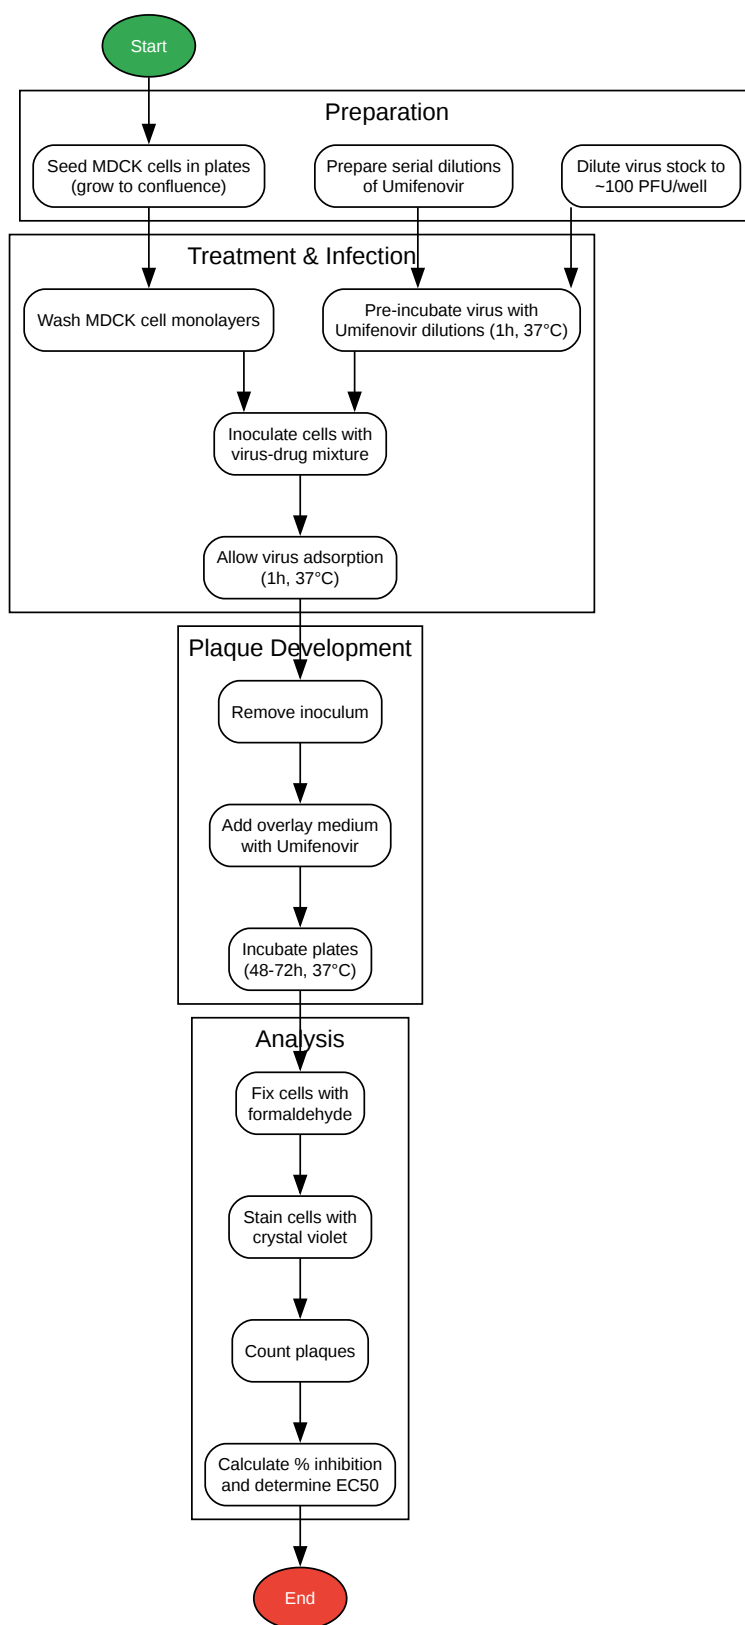 Start
Preparation
Seed MDCK cells in plates
(grow to confluence)
Prepare serial dilutions
of Umifenovir
Dilute virus stock to
~100 PFU/well
Treatment & Infection
Wash MDCK cell monolayers
Pre-incubate virus with
Umifenovir dilutions (1h, 37°C)
Inoculate cells with
virus-drug mixture
Allow virus adsorption
(1h, 37°C)
Plaque Development
Remove inoculum
Add overlay medium
with Umifenovir
Incubate plates
(48-72h, 37°C)
Analysis
Fix cells with
formaldehyde
Stain cells with
crystal violet
Count plaques
Calculate % inhibition
and determine EC50
End